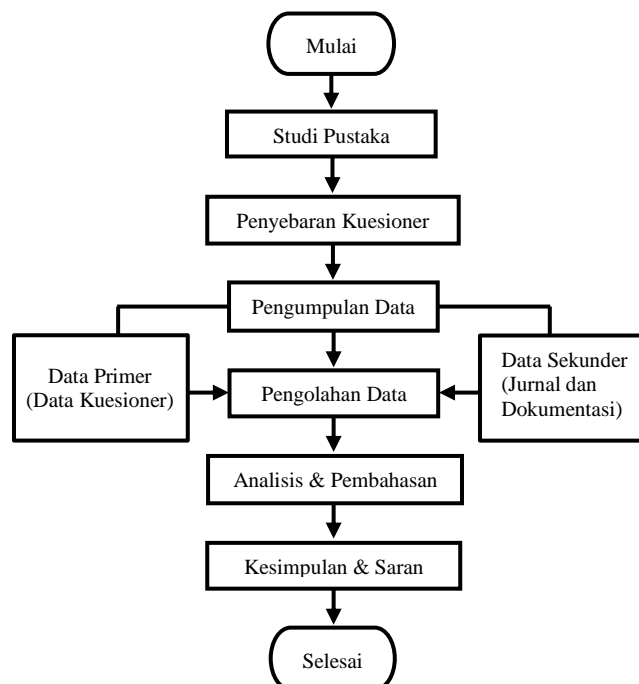 Mulai
Studi Pustaka
Penyebaran Kuesioner
Pengumpulan Data
Data Primer
(Data Kuesioner)
Pengolahan Data
Data Sekunder
(Jurnal dan
Dokumentasi)
Analisis & Pembahasan
Kesimpulan & Saran
Selesai